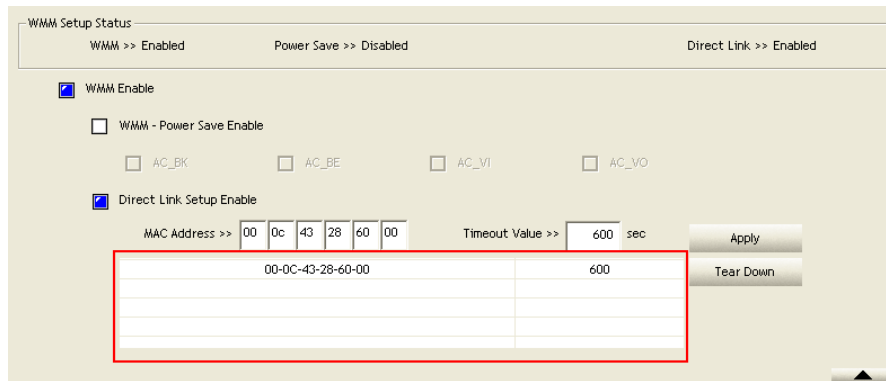 WMM Setup Status
WMM >> Enabled Power Save >> Disabled Direct Link >> Enabled
WMM Enable
WMM - Power Save Enable
AC_BK AC_BE AC_VI AC_VO
Direct Link Setup Enable
MAC Address >> 00 0c 43 28 60 00 Timeout Value >> 600 sec Apply
00-0C-43-28-60-00 600 Tear Down